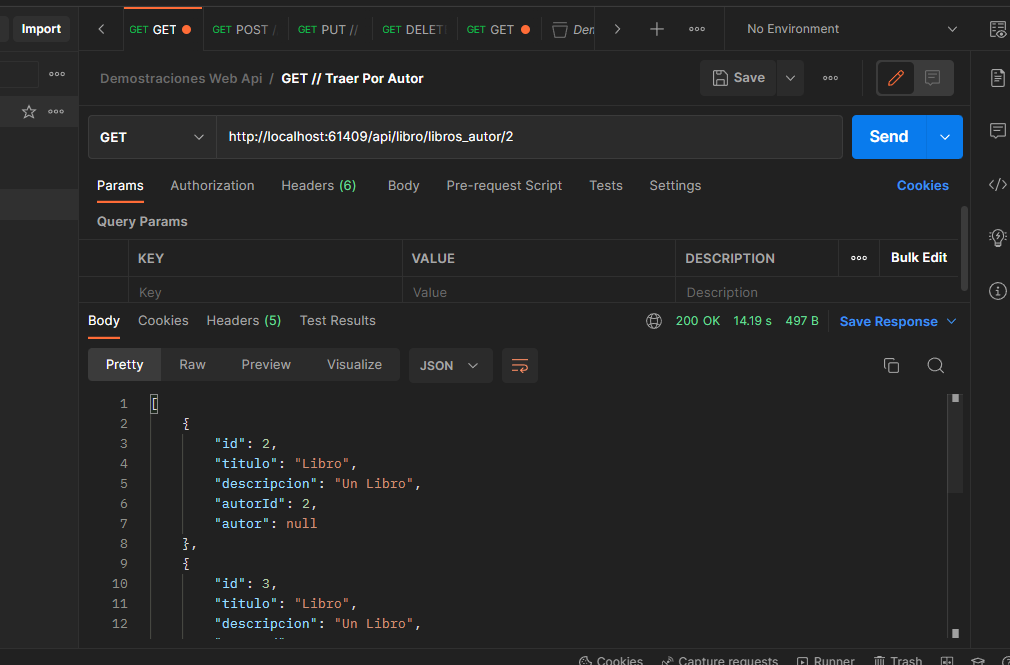 Import GET GET GET POST / GET PUT // GET DELET GET GET Der No Environment
Demostraciones Web Api / GET // Traer Por Autor Save
GET http://localhost:61409/api/libro/libros_autor/2 Send
Params Authorization Headers (6) Body Pre-request Script Tests Settings Cookies
Query Params
KEY VALUE DESCRIPTION Bulk Edit
Key Value Description
Body Cookies Headers (5) Test Results 200 OK 14.19 s 497 B Save Response
Pretty Raw Preview Visualize JSON
1 [
2 {
3 "id": 2,
4 "titulo": "Libro",
5 "descripcion": "Un Libro",
6 "autorId": 2,
7 "autor": null
8 },
9 {
10 "id": 3,
11 "titulo": "Libro",
12 "descripcion": "Un Libro",
Cookies Capture requests Runner Trash